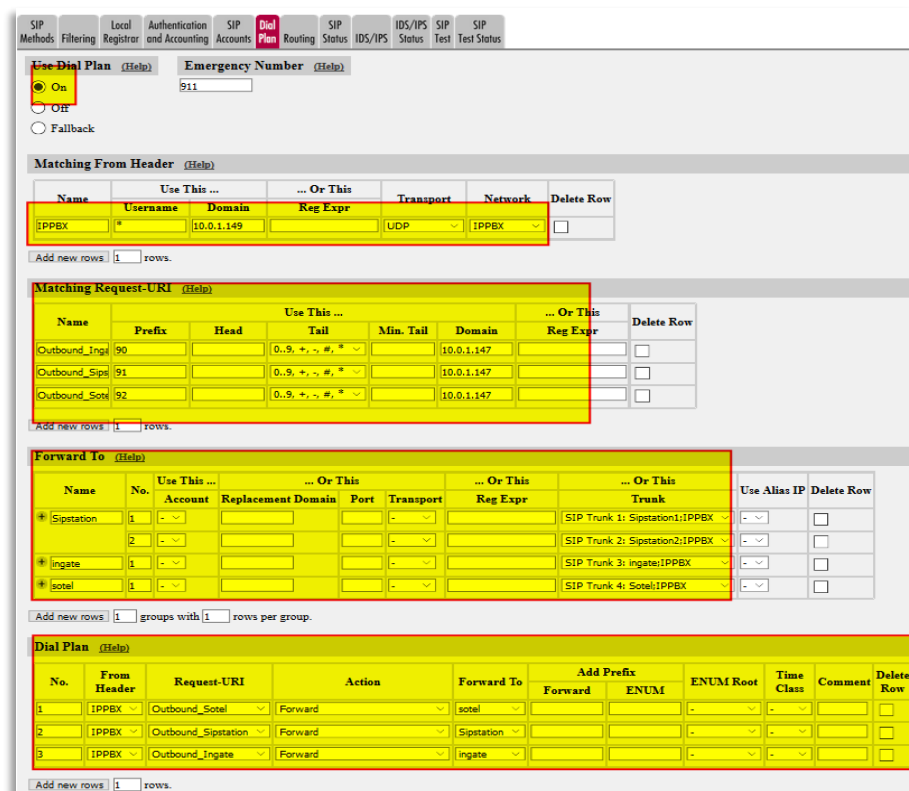 SIP Methods Filtering Local Registrar Authentication and Accounting SIP Accounts Dial Plan Routing SIP Status IDS/IPS IDS/IPS Status SIP Test SIP Test Status
Use Dial Plan (Help) Emergency Number (Help)
On 911
Off
Fallback
Matching From Header (Help)
Name Use This ... ... Or This Transport Network Delete Row
Username Domain Reg Expr
IPPBX * 10.0.1.149 UDP IPPBX
Add new rows 1 rows.
Matching Request-URI (Help)
Name Use This ... ... Or This Delete Row
Prefix Head Tail Min. Tail Domain Reg Expr
Outbound_Inga 90 0..9, +, -, #, * 10.0.1.147
Outbound_Sips 91 0..9, +, -, #, * 10.0.1.147
Outbound_Sote 92 0..9, +, -, #, * 10.0.1.147
Add new rows 1 rows.
Forward To (Help)
Name No. Use This ... ... Or This ... Or This ... Or This Use Alias IP Delete Row
Account Replacement Domain Port Transport Reg Expr Trunk
+ Sipstation 1 - - SIP Trunk 1: Sipstation1;IPPBX -
2 - - SIP Trunk 2: Sipstation2;IPPBX -
+ ingate 1 - - SIP Trunk 3: ingate;IPPBX -
+ sotel 1 - - SIP Trunk 4: Sotel;IPPBX -
Add new rows 1 groups with 1 rows per group.
Dial Plan (Help)
No. From Header Request-URI Action Forward To Add Prefix ENUM Root Time Class Comment Delete Row
Forward ENUM
1 IPPBX Outbound_Sotel Forward sotel - -
2 IPPBX Outbound_Sipstation Forward Sipstation - -
3 IPPBX Outbound_Ingate Forward ingate - -
Add new rows 1 rows.